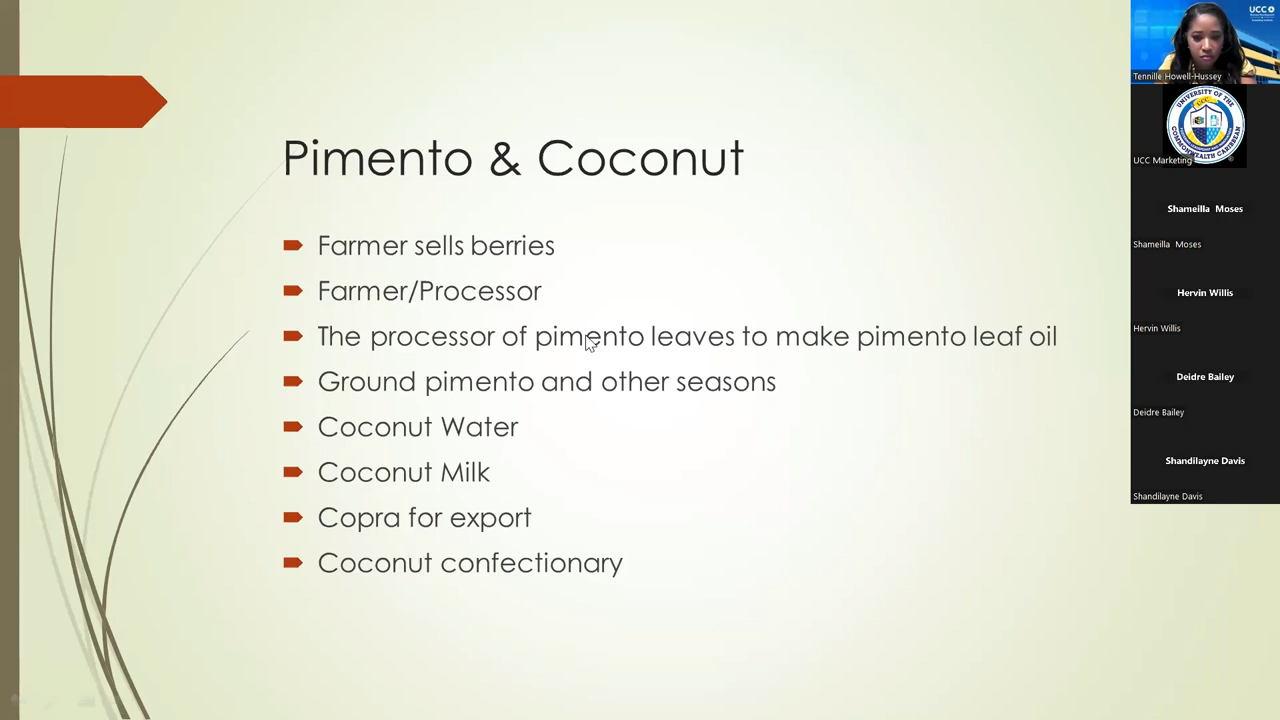 Pimento & Coconut
Farmer sells berries
Farmer/Processor
The processor of pimento leaves to make pimento leaf oil
Ground pimento and other seasons
Coconut Water
Coconut Milk
Copra for export
Coconut confectionary
UCC
Tennille Howell-Hussey
UNIVERSITY OF THE
UCC
COMMONWEALTH CARIBBEAN
UCC Marketing
Shameilla Moses
Shameilla Moses
Hervin Willis
Hervin Willis
Deidre Bailey
Deidre Bailey
Shandilayne Davis
Shandilayne Davis